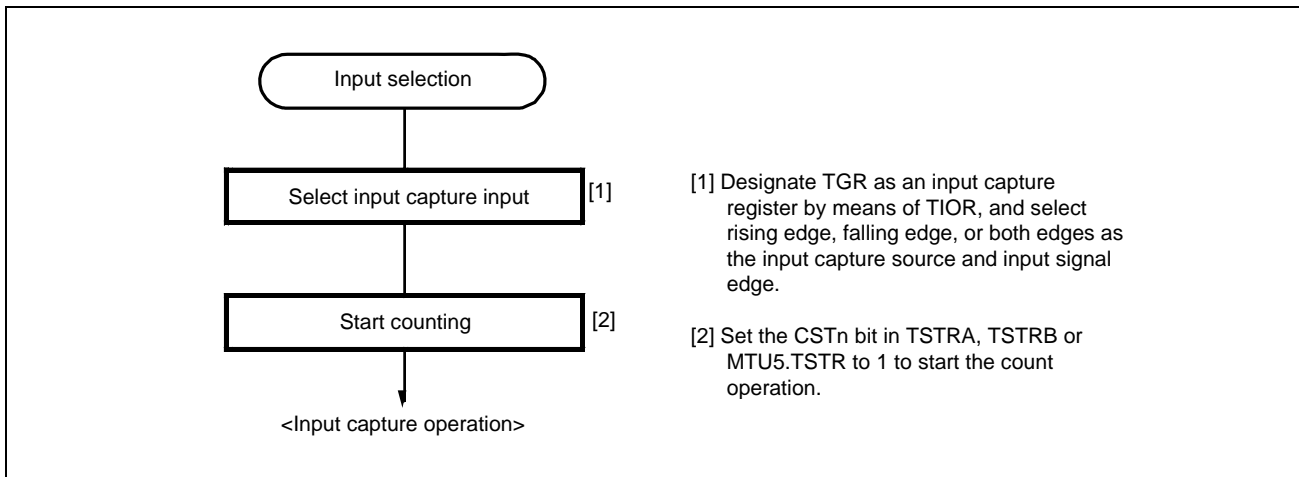 Input selection
Select input capture input
[1]
Start counting
[2]
<Input capture operation>
[1] Designate TGR as an input capture
register by means of TIOR, and select
rising edge, falling edge, or both edges as
the input capture source and input signal
edge.
[2] Set the CSTn bit in TSTRA, TSTRB or
MTU5.TSTR to 1 to start the count
operation.